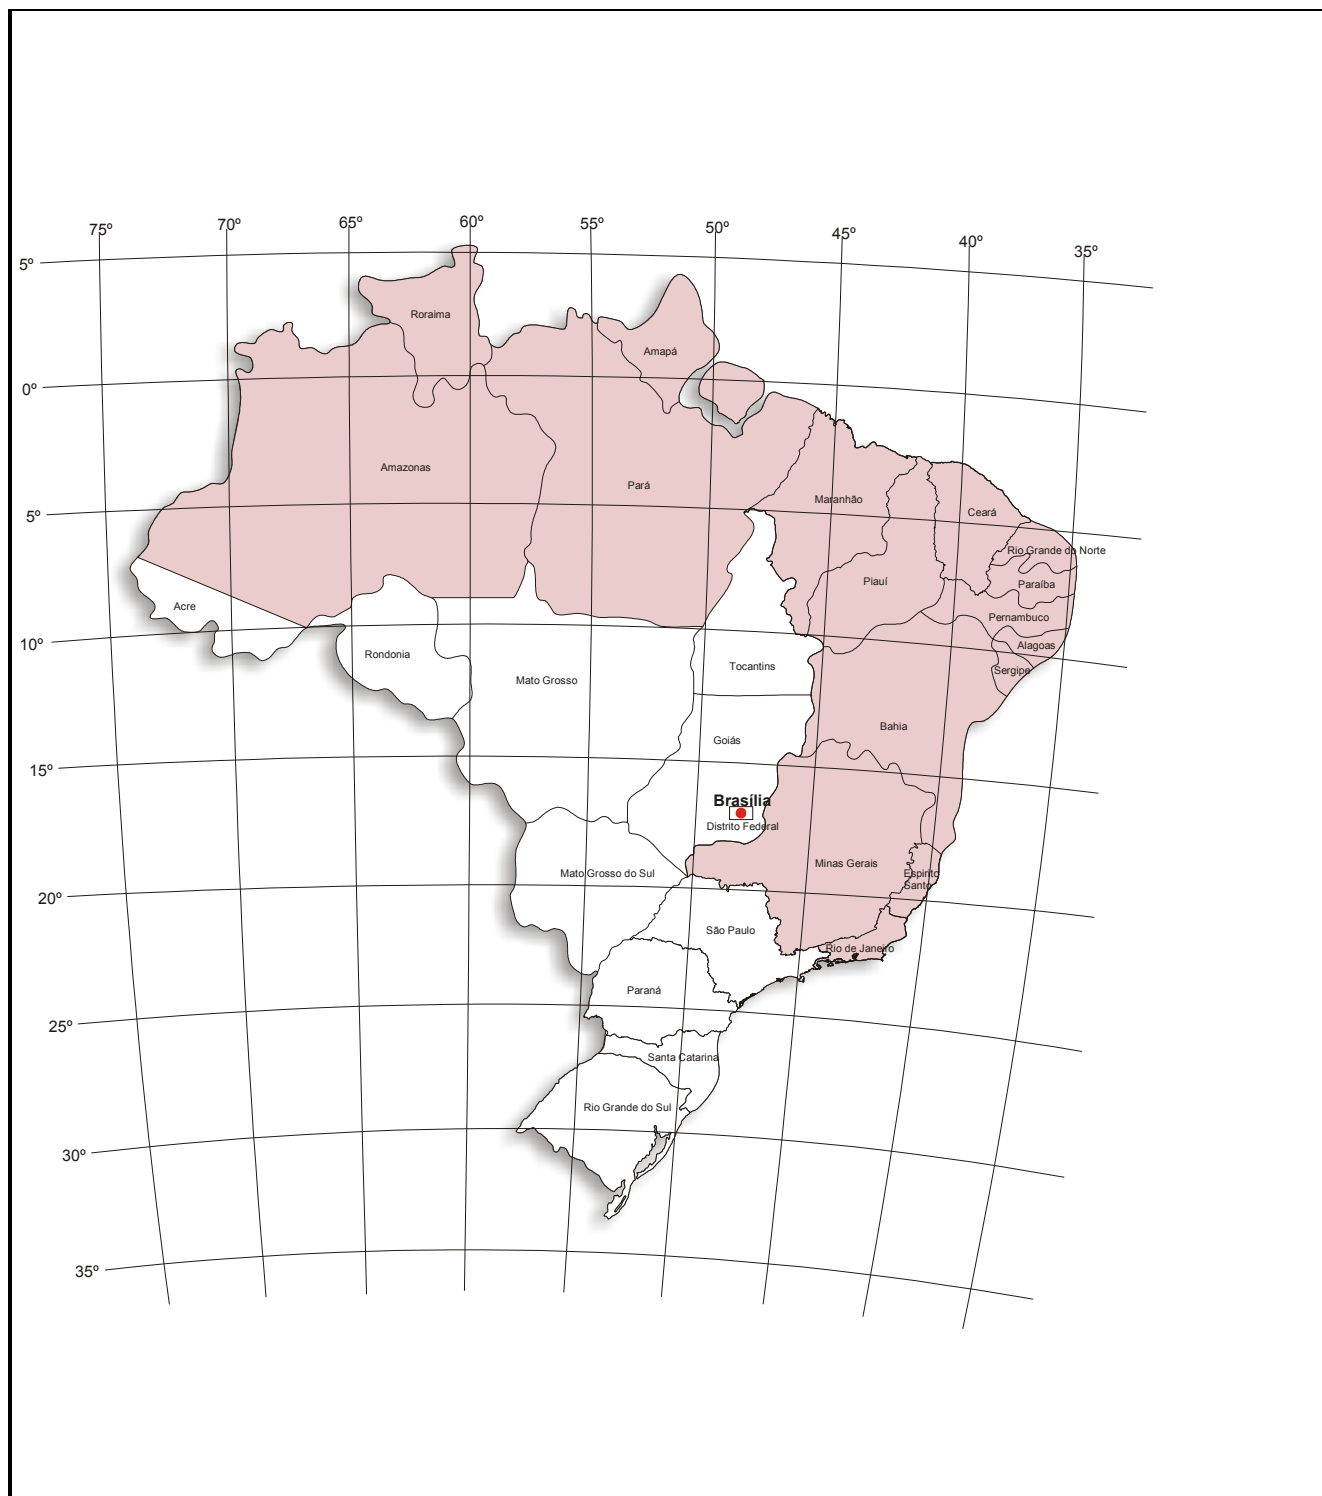 75º
70º
65º
60º
55º
50º
45º
40º
35º
5º
Roraima
Amapá
0º
Amazonas
Pará
Maranhão
Ceará
5º
Rio Grande do Norte
Piauí
Paraíba
Acre
Pernambuco
10º
Alagoas
Rondonia
Tocantins
Sergipe
Mato Grosso
Bahia
Goiás
15º
Brasília
Distrito Federal
Minas Gerais
Mato Grosso do Sul
Espirito
Santo
20º
São Paulo
Rio de Janeiro
Paraná
25º
Santa Catarina
Rio Grande do Sul
30º
35º